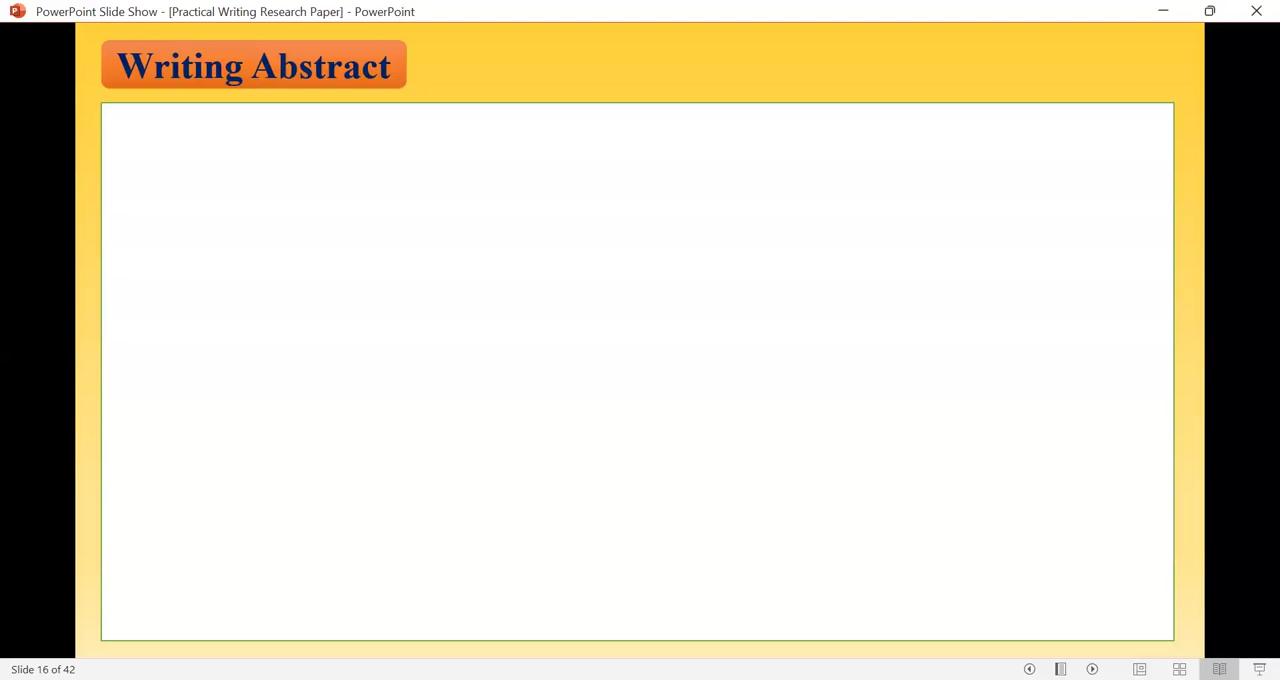 PowerPoint Slide Show - [Practical Writing Research Paper] - PowerPoint
Writing Abstract
Slide 16 of 42